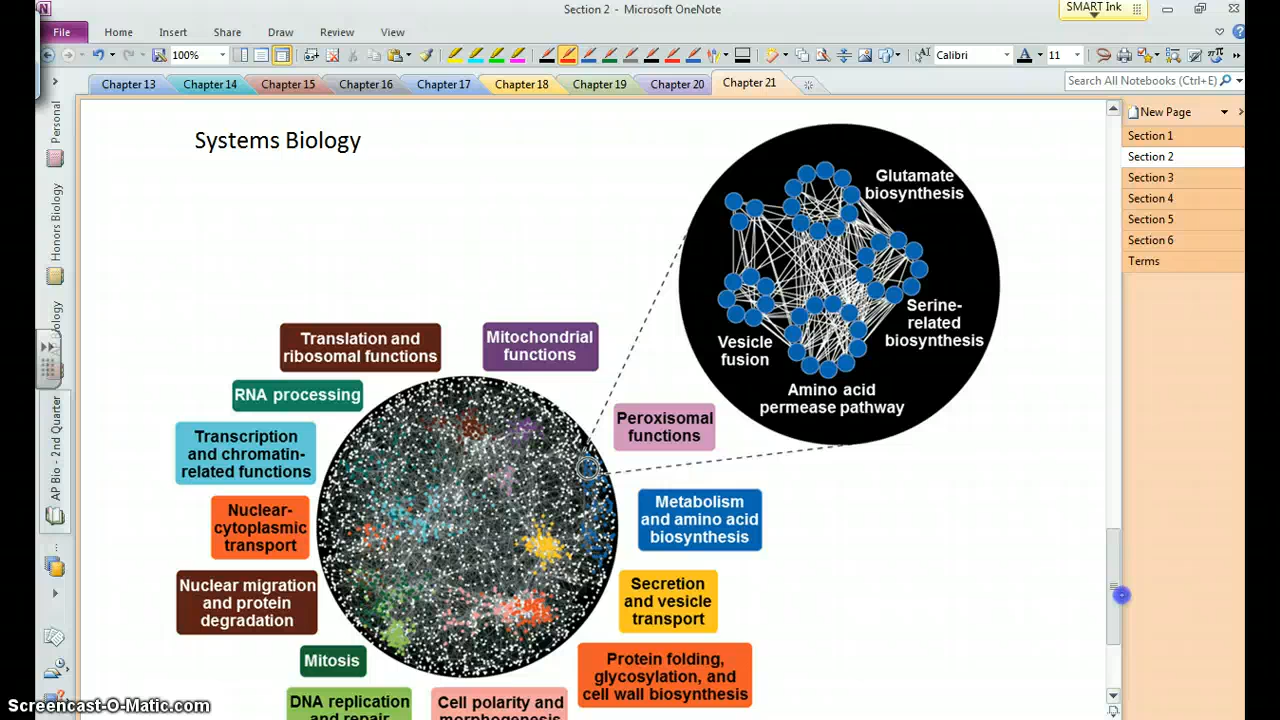 Section 2 - Microsoft OneNote
SMART Ink
File Home Insert Share Draw Review View
100%
Calibri
11
Chapter 13 Chapter 14 Chapter 15 Chapter 16 Chapter 17 Chapter 18 Chapter 19 Chapter 20 Chapter 21
Search All Notebooks (Ctrl+E)
Personal
Honors Biology
AP Bio - 2nd Quarter
New Page
Section 1
Section 2
Section 3
Section 4
Section 5
Section 6
Terms
Systems Biology
Glutamate
biosynthesis
Serine-
related
biosynthesis
Vesicle
fusion
Amino acid
permease pathway
Translation and
ribosomal functions
Mitochondrial
functions
RNA processing
Peroxisomal
functions
Transcription
and chromatin-
related functions
Metabolism
and amino acid
biosynthesis
Nuclear-
cytoplasmic
transport
Secretion
and vesicle
transport
Nuclear migration
and protein
degradation
Protein folding,
glycosylation, and
cell wall biosynthesis
Mitosis
DNA replication
and repair
Cell polarity and
morphogenesis
Screencast-O-Matic.com